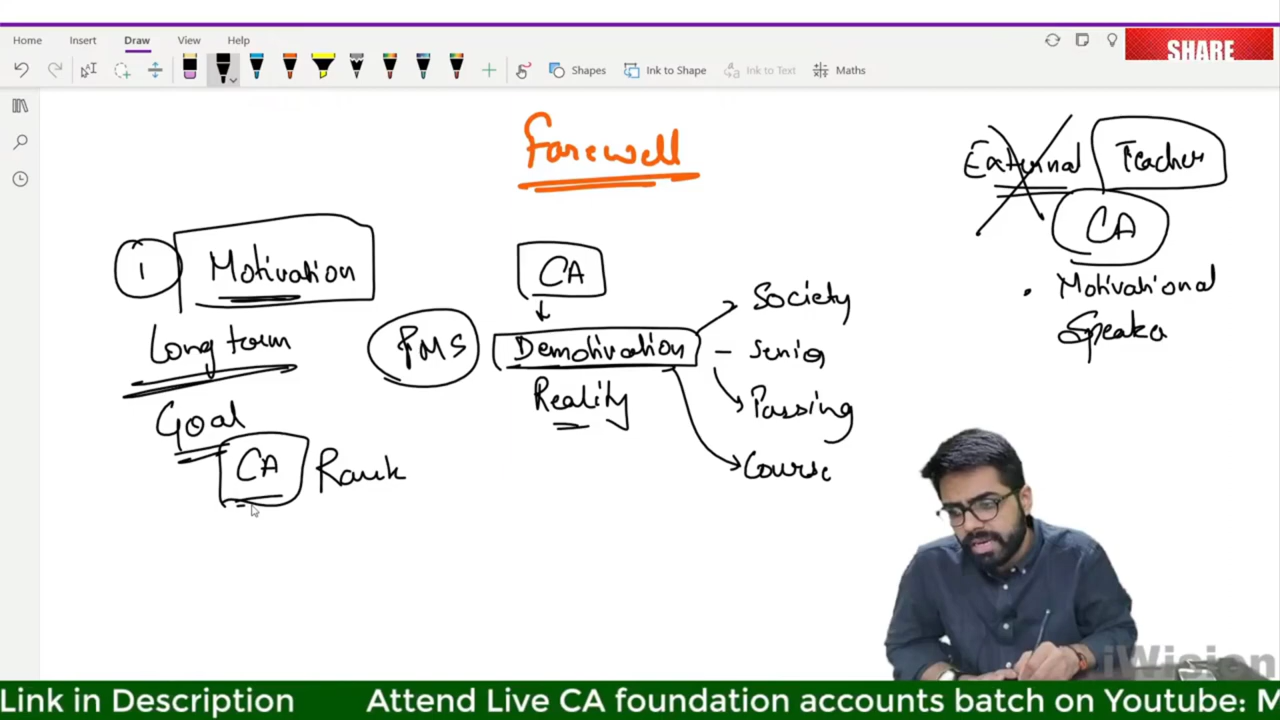 Home Insert Draw View Help
SHARE
Shapes Ink to Shape Ink to Text Maths
Farewell
External Teacher
CA
• Motivational
Speaker
1 Motivation
Long term
Goal
CA Rank
FMS
CA
Demotivation
Reality
Society
Senior
Passing
Course
iWision
Link in Description Attend Live CA foundation accounts batch on Youtube: M